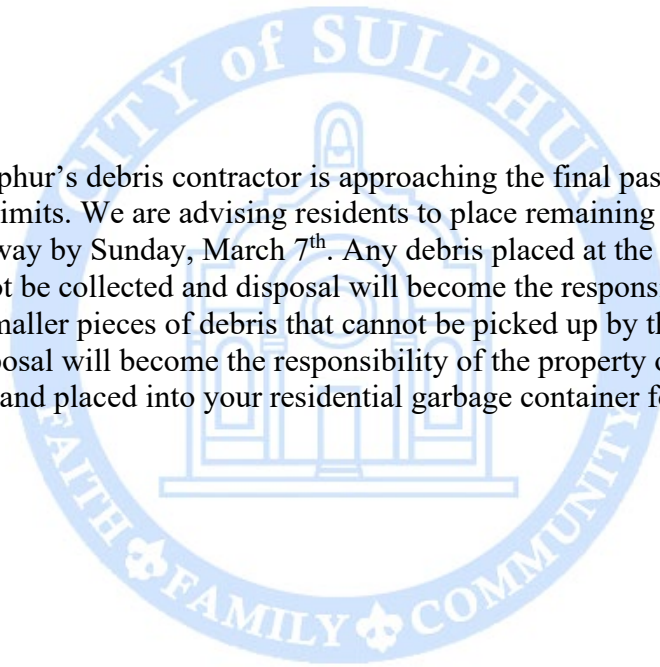 CITY of SULPHUR
phur’s debris contractor is approaching the final pas
imits. We are advising residents to place remaining
way by Sunday, March 7th. Any debris placed at the
ot be collected and disposal will become the respons
maller pieces of debris that cannot be picked up by th
posal will become the responsibility of the property o
and placed into your residential garbage container fo
FAITH FAMILY COMMUNITY